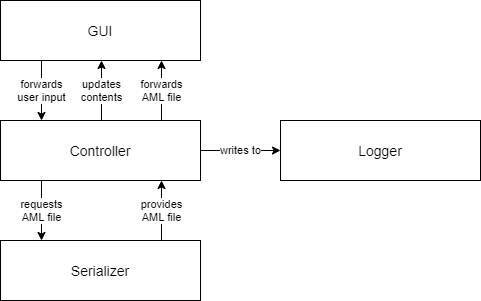 GUI
forwards
user input
updates
contents
forwards
AML file
Controller
writes to
Logger
requests
AML file
provides
AML file
Serializer